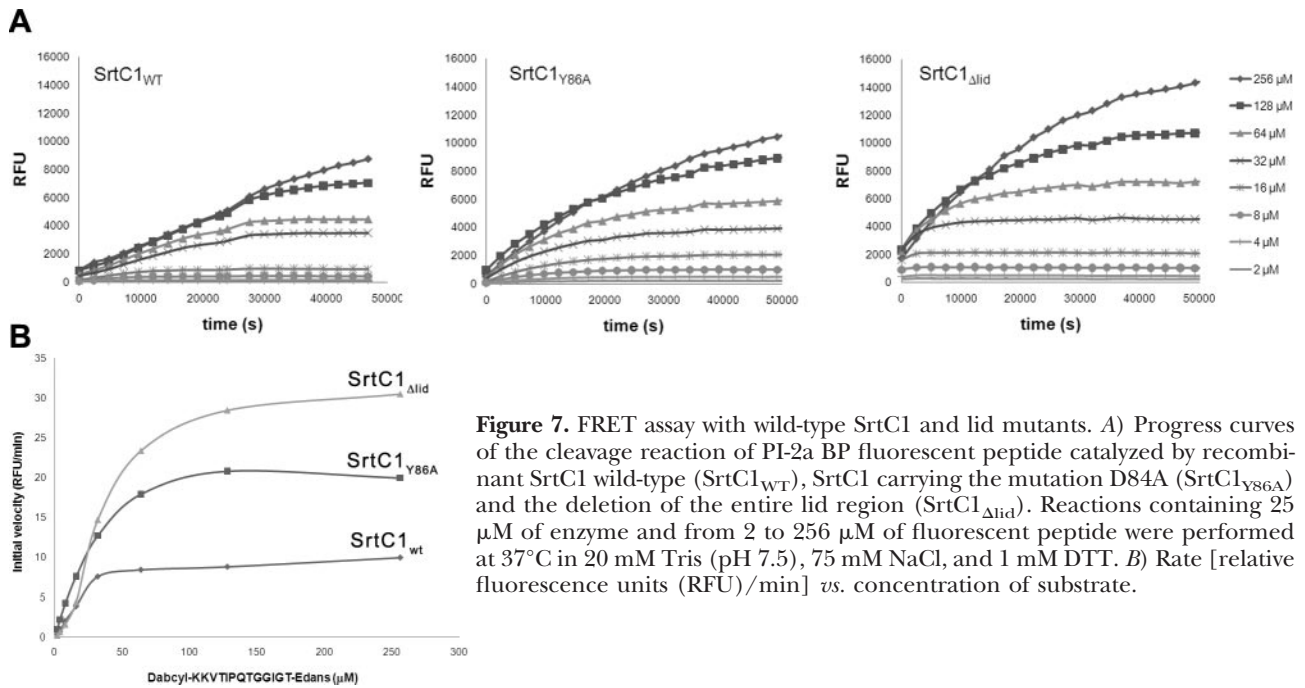 A
SrtC1WT
RFU
16000
14000
12000
10000
8000
6000
4000
2000
0
0 10000 20000 30000 40000 50000
time (s)
SrtC1Y86A
RFU
16000
14000
12000
10000
8000
6000
4000
2000
0
0 10000 20000 30000 40000 50000
time (s)
SrtC1Δlid
RFU
16000
14000
12000
10000
8000
6000
4000
2000
0
0 10000 20000 30000 40000 50000
time (s)
256 µM
128 µM
64 µM
32 µM
16 µM
8 µM
4 µM
2 µM
B
Initial velocity (RFU/min)
35
30
25
20
15
10
5
0
0 50 100 150 200 250 300
SrtC1Δlid
SrtC1Y86A
SrtC1wt
Dabcyl-KKVTIPQTGGIGT-Edans (µM)
Figure 7. FRET assay with wild-type SrtC1 and lid mutants. A) Progress curves
of the cleavage reaction of PI-2a BP fluorescent peptide catalyzed by recombi-
nant SrtC1 wild-type (SrtC1WT), SrtC1 carrying the mutation D84A (SrtC1Y86A)
and the deletion of the entire lid region (SrtC1Δlid). Reactions containing 25
μM of enzyme and from 2 to 256 μM of fluorescent peptide were performed
at 37°C in 20 mM Tris (pH 7.5), 75 mM NaCl, and 1 mM DTT. B) Rate [relative
fluorescence units (RFU)/min] vs. concentration of substrate.